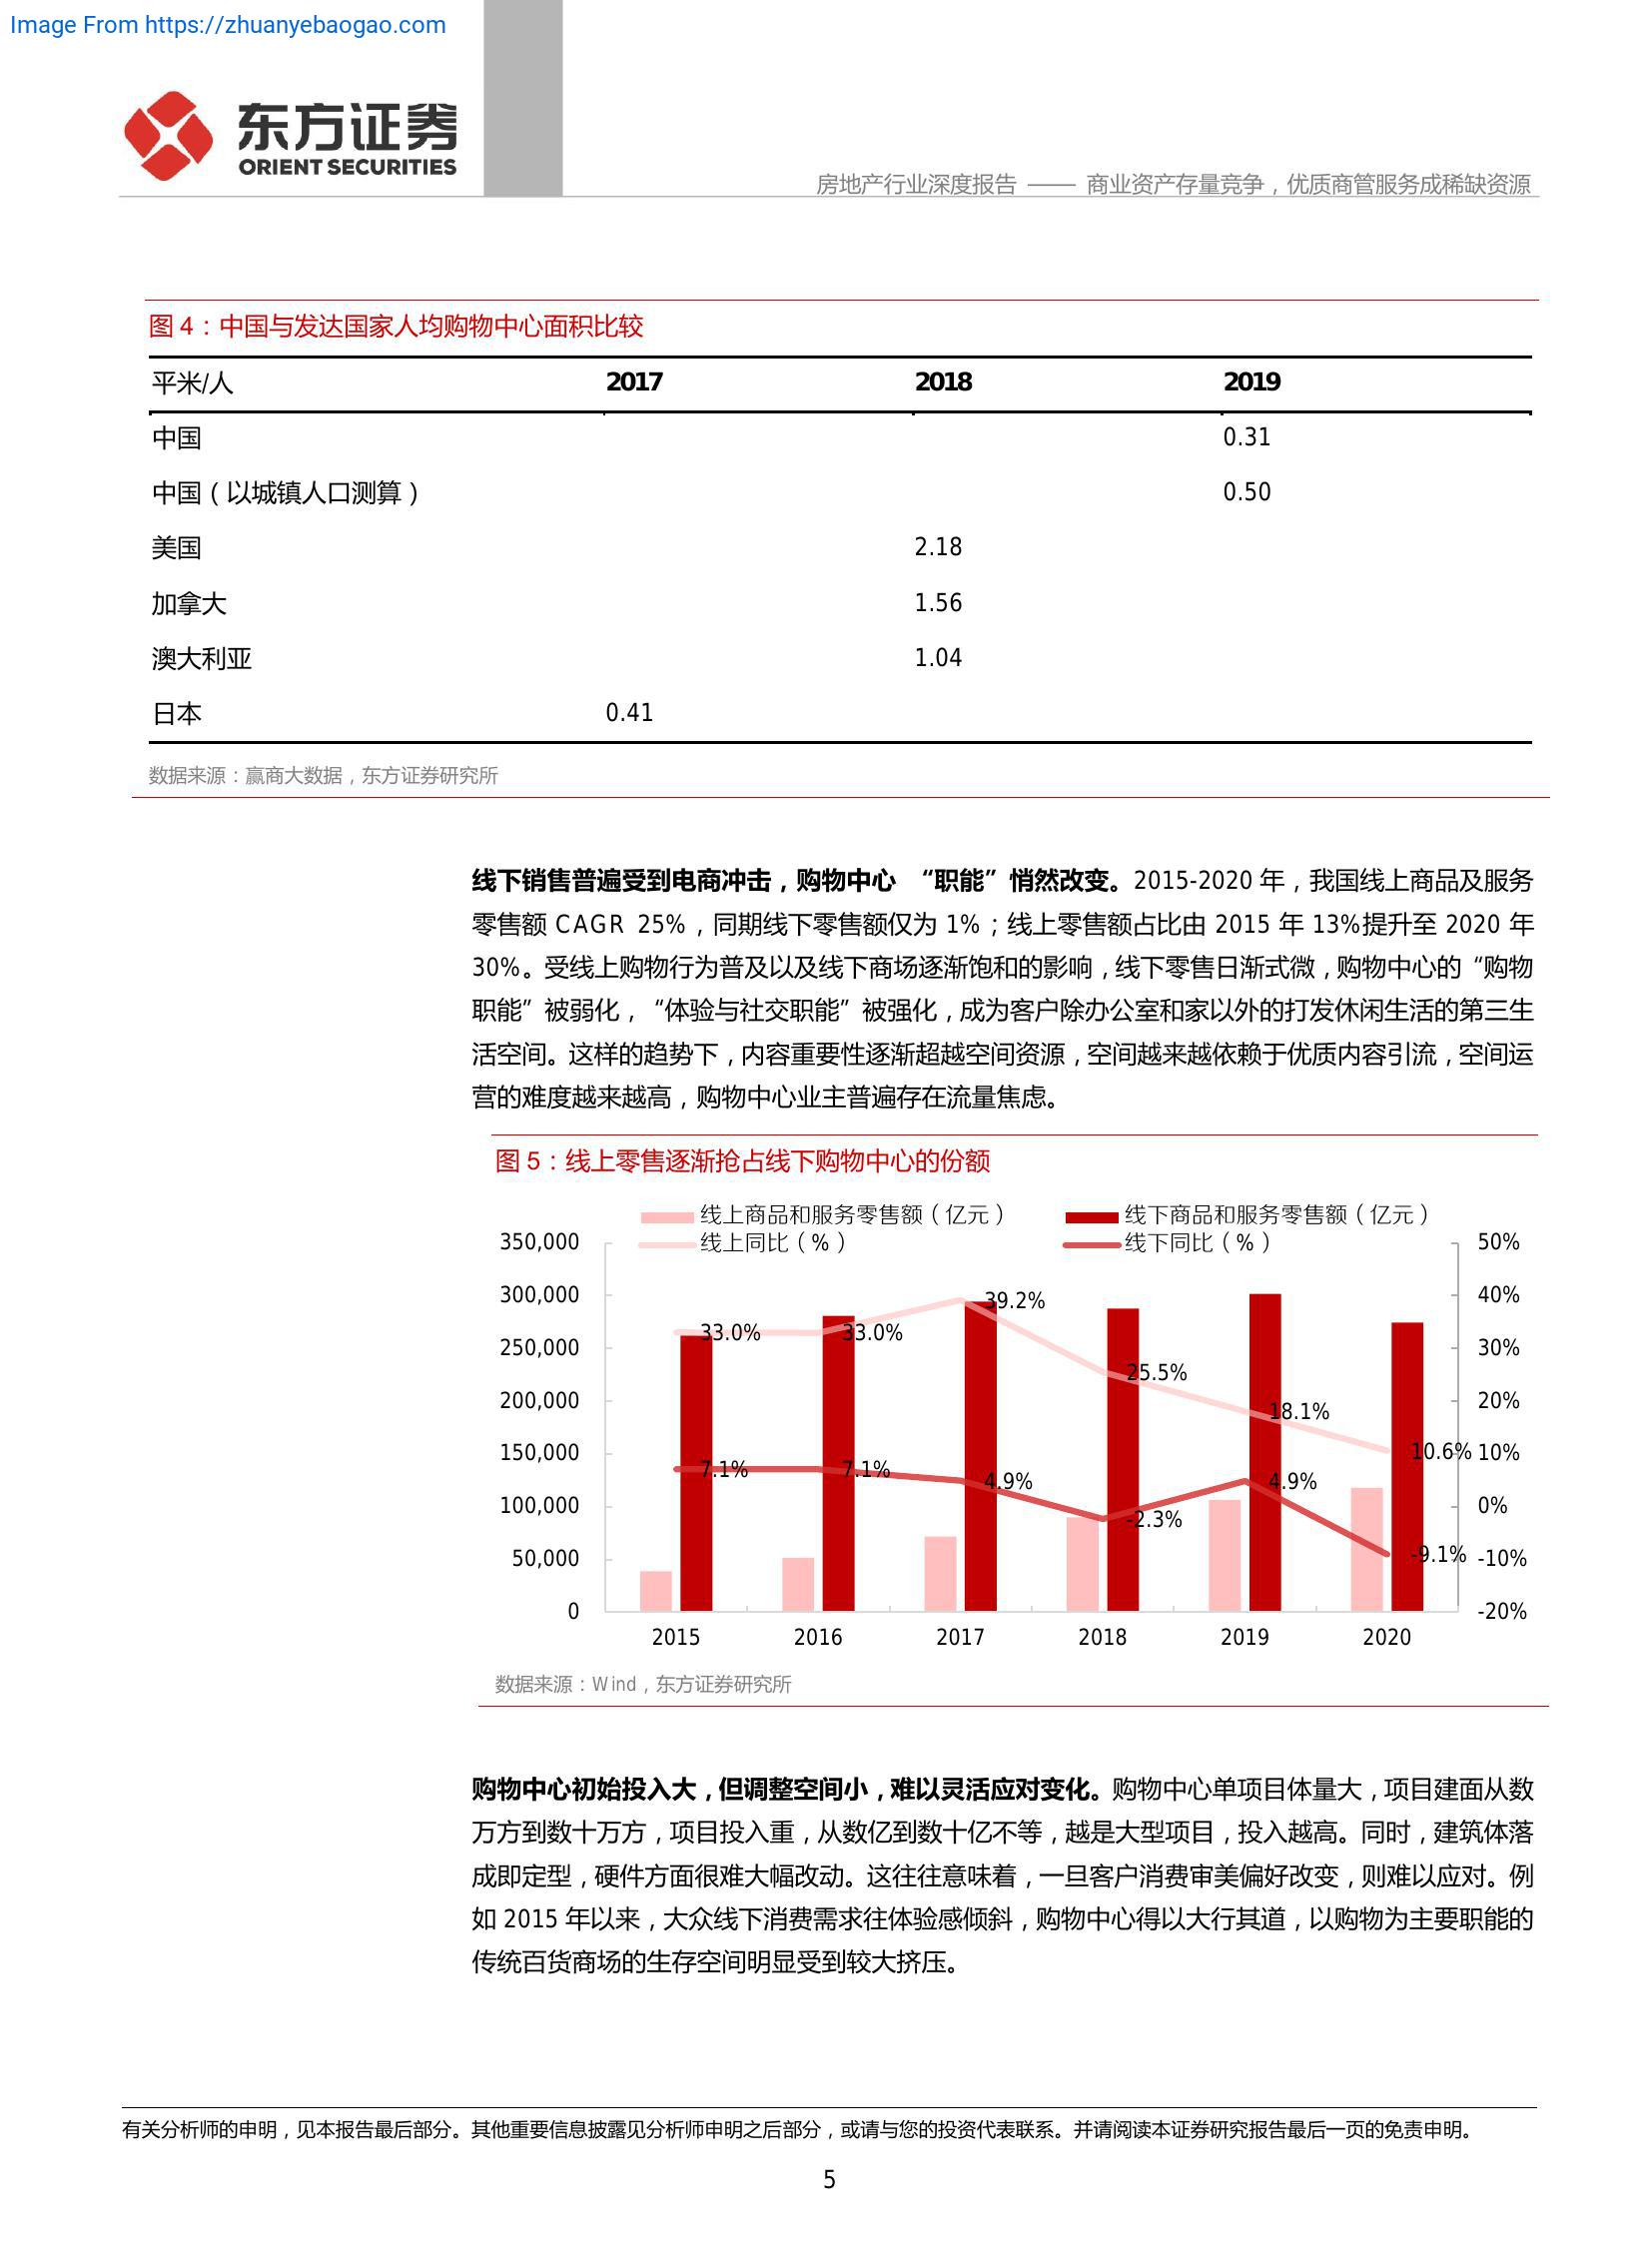 Image From https://zhuanyebaogao.com
东方证券
ORIENT SECURITIES
房地产行业深度报告 —— 商业资产存量竞争，优质商管服务成稀缺资源
图 4：中国与发达国家人均购物中心面积比较
平米/人 2017 2018 2019
中国 0.31
中国（以城镇人口测算） 0.50
美国 2.18
加拿大 1.56
澳大利亚 1.04
日本 0.41
数据来源：赢商大数据，东方证券研究所
线下销售普遍受到电商冲击，购物中心 “职能”悄然改变。2015-2020 年，我国线上商品及服务
零售额 CAGR 25%，同期线下零售额仅为 1%；线上零售额占比由 2015 年 13%提升至 2020 年
30%。受线上购物行为普及以及线下商场逐渐饱和的影响，线下零售日渐式微，购物中心的“购物
职能”被弱化，“体验与社交职能”被强化，成为客户除办公室和家以外的打发休闲生活的第三生
活空间。这样的趋势下，内容重要性逐渐超越空间资源，空间越来越依赖于优质内容引流，空间运
营的难度越来越高，购物中心业主普遍存在流量焦虑。
图 5：线上零售逐渐抢占线下购物中心的份额
线上商品和服务零售额（亿元） 线下商品和服务零售额（亿元）
线上同比（%） 线下同比（%）
350,000 50%
300,000 40%
250,000 30%
200,000 20%
150,000 10%
100,000 0%
50,000 -10%
0 -20%
33.0% 33.0% 39.2% 25.5% 18.1% 10.6%
7.1% 7.1% 4.9% -2.3% 4.9% -9.1%
2015 2016 2017 2018 2019 2020
数据来源：Wind，东方证券研究所
购物中心初始投入大，但调整空间小，难以灵活应对变化。购物中心单项目体量大，项目建面从数
万方到数十万方，项目投入重，从数亿到数十亿不等，越是大型项目，投入越高。同时，建筑体落
成即定型，硬件方面很难大幅改动。这往往意味着，一旦客户消费审美偏好改变，则难以应对。例
如 2015 年以来，大众线下消费需求往体验感倾斜，购物中心得以大行其道，以购物为主要职能的
传统百货商场的生存空间明显受到较大挤压。
有关分析师的申明，见本报告最后部分。其他重要信息披露见分析师申明之后部分，或请与您的投资代表联系。并请阅读本证券研究报告最后一页的免责申明。
5